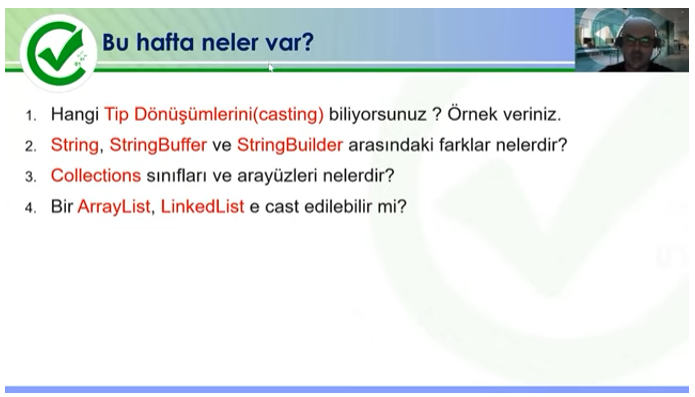 Bu hafta neler var?
1. Hangi Tip Dönüşümlerini(casting) biliyorsunuz ? Örnek veriniz.
2. String, StringBuffer ve StringBuilder arasındaki farklar nelerdir?
3. Collections sınıfları ve arayüzleri nelerdir?
4. Bir ArrayList, LinkedList e cast edilebilir mi?